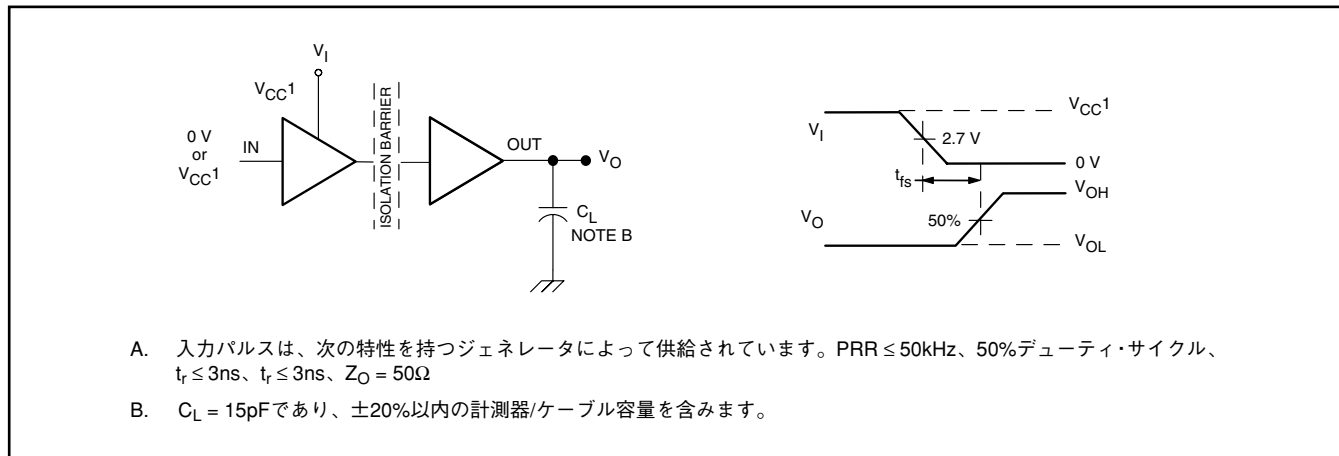 V_I
V_CC1
0 V
or
V_CC1
IN
ISOLATION BARRIER
OUT
V_O
C_L
NOTE B
V_I
V_CC1
2.7 V
0 V
t_fs
V_O
50%
V_OH
V_OL
A. 入力パルスは、次の特性を持つジェネレータによって供給されています。PRR ≤ 50kHz、50%デューティ・サイクル、
t_r ≤ 3ns、t_r ≤ 3ns、Z_O = 50Ω
B. C_L = 15pFであり、±20%以内の計測器/ケーブル容量を含みます。